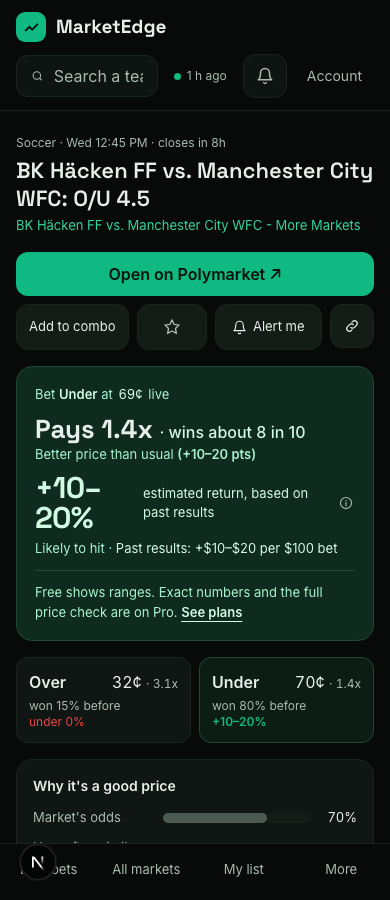 MarketEdge
Search a tea
1 h ago
Account
Soccer · Wed 12:45 PM · closes in 8h
BK Häcken FF vs. Manchester City
WFC: O/U 4.5
BK Häcken FF vs. Manchester City WFC - More Markets
Open on Polymarket ↗
Add to combo
Alert me
Bet Under at 69¢ live
Pays 1.4x · wins about 8 in 10
Better price than usual (+10–20 pts)
+10–
20%
estimated return, based on
past results
Likely to hit · Past results: +$10–$20 per $100 bet
Free shows ranges. Exact numbers and the full
price check are on Pro. See plans
Over 32¢ · 3.1x
won 15% before
under 0%
Under 70¢ · 1.4x
won 80% before
+10–20%
Why it's a good price
Market's odds 70%
N
All markets
My list
More